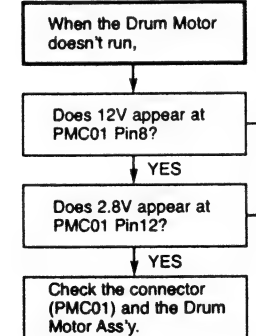 When the Drum Motor
doesn't run,
Does 12V appear at
PMC01 Pin8?
YES
Does 2.8V appear at
PMC01 Pin12?
YES
Check the connector
(PMC01) and the Drum
Motor Ass'y.